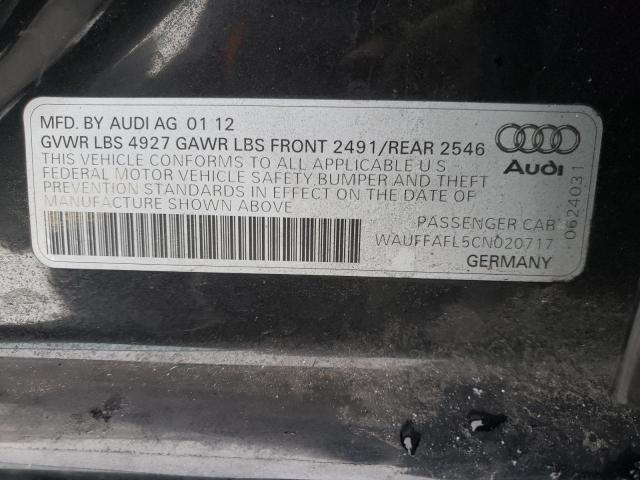 MFD. BY AUDI AG 01 12
GVWR LBS 4927 GAWR LBS FRONT 2491/REAR 2546
THIS VEHICLE CONFORMS TO ALL APPLICABLE U S
FEDERAL MOTOR VEHICLE SAFETY BUMPER AND THEFT
PREVENTION STANDARDS IN EFFECT ON THE DATE OF
MANUFACTURE SHOWN ABOVE
Audi
PASSENGER CAR
WAUFFAFL5CN020717
GERMANY
0624031